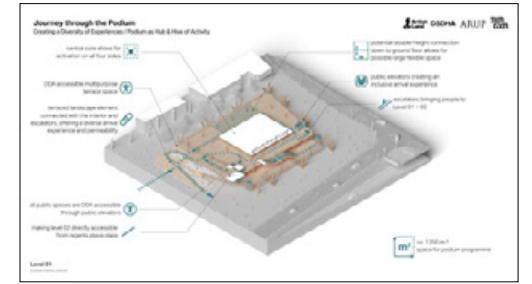 Journey through the Podium
Creating a Diversity of Experiences / Podium as Hub & Hive of Activity
British Land
DSDHA
ARUP
central core allows for
activation on all four sides
potential double height connection
down to ground floor allows for
possible large flexible space
DDA accessible multipurpose
terrace space
public elevators creating an
inclusive arrival experience
terraced landscape element
connected with the interior and
escalators, offering a diverse arrival
experience and permeability
escalators bringing people to
Level 01 - 02
all public spaces are DDA accessible
through public elevators
making level 02 directly accessible
from regents place plaza
m²
space for podium programme
Level 01